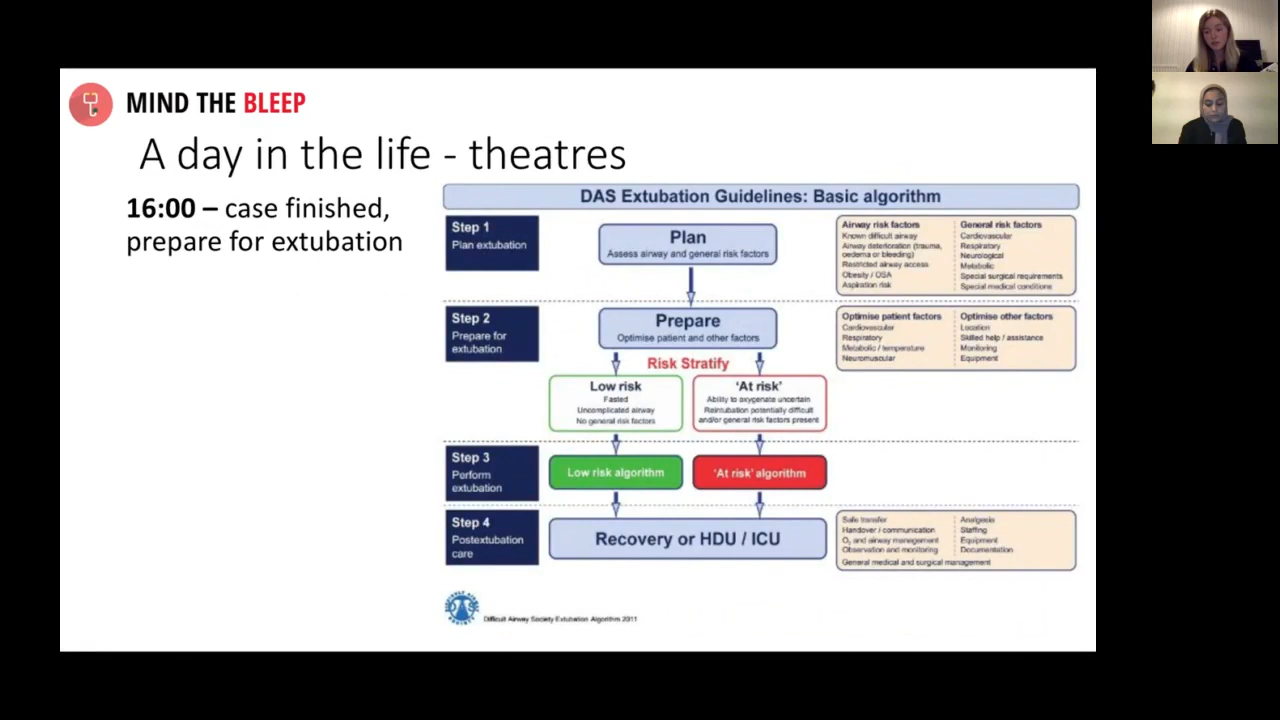 MIND THE BLEEP
A day in the life - theatres
16:00 – case finished,
prepare for extubation
DAS Extubation Guidelines: Basic algorithm
Step 1
Plan extubation
Plan
Assess airway and general risk factors
Airway risk factors
Known difficult airway
Airway deterioration (trauma,
oedema or bleeding)
Restricted airway access
Obesity / OSA
Aspiration risk
General risk factors
Cardiovascular
Respiratory
Neurological
Metabolic
Special surgical requirements
Special medical conditions
Step 2
Prepare for
extubation
Prepare
Optimise patient and other factors
Optimise patient factors
Cardiovascular
Respiratory
Metabolic / temperature
Neuromuscular
Optimise other factors
Location
Skilled help / assistance
Monitoring
Equipment
Risk Stratify
Low risk
Fasted
Uncomplicated airway
No general risk factors
'At risk'
Ability to oxygenate uncertain
Reintubation potentially difficult
and/or general risk factors present
Step 3
Perform
extubation
Low risk algorithm
'At risk' algorithm
Step 4
Postextubation
care
Recovery or HDU / ICU
Safe transfer
Handover / communication
O₂ and airway management
Observation and monitoring
General medical and surgical management
Analgesia
Staffing
Equipment
Documentation
Difficult Airway Society Extubation Algorithm 2011